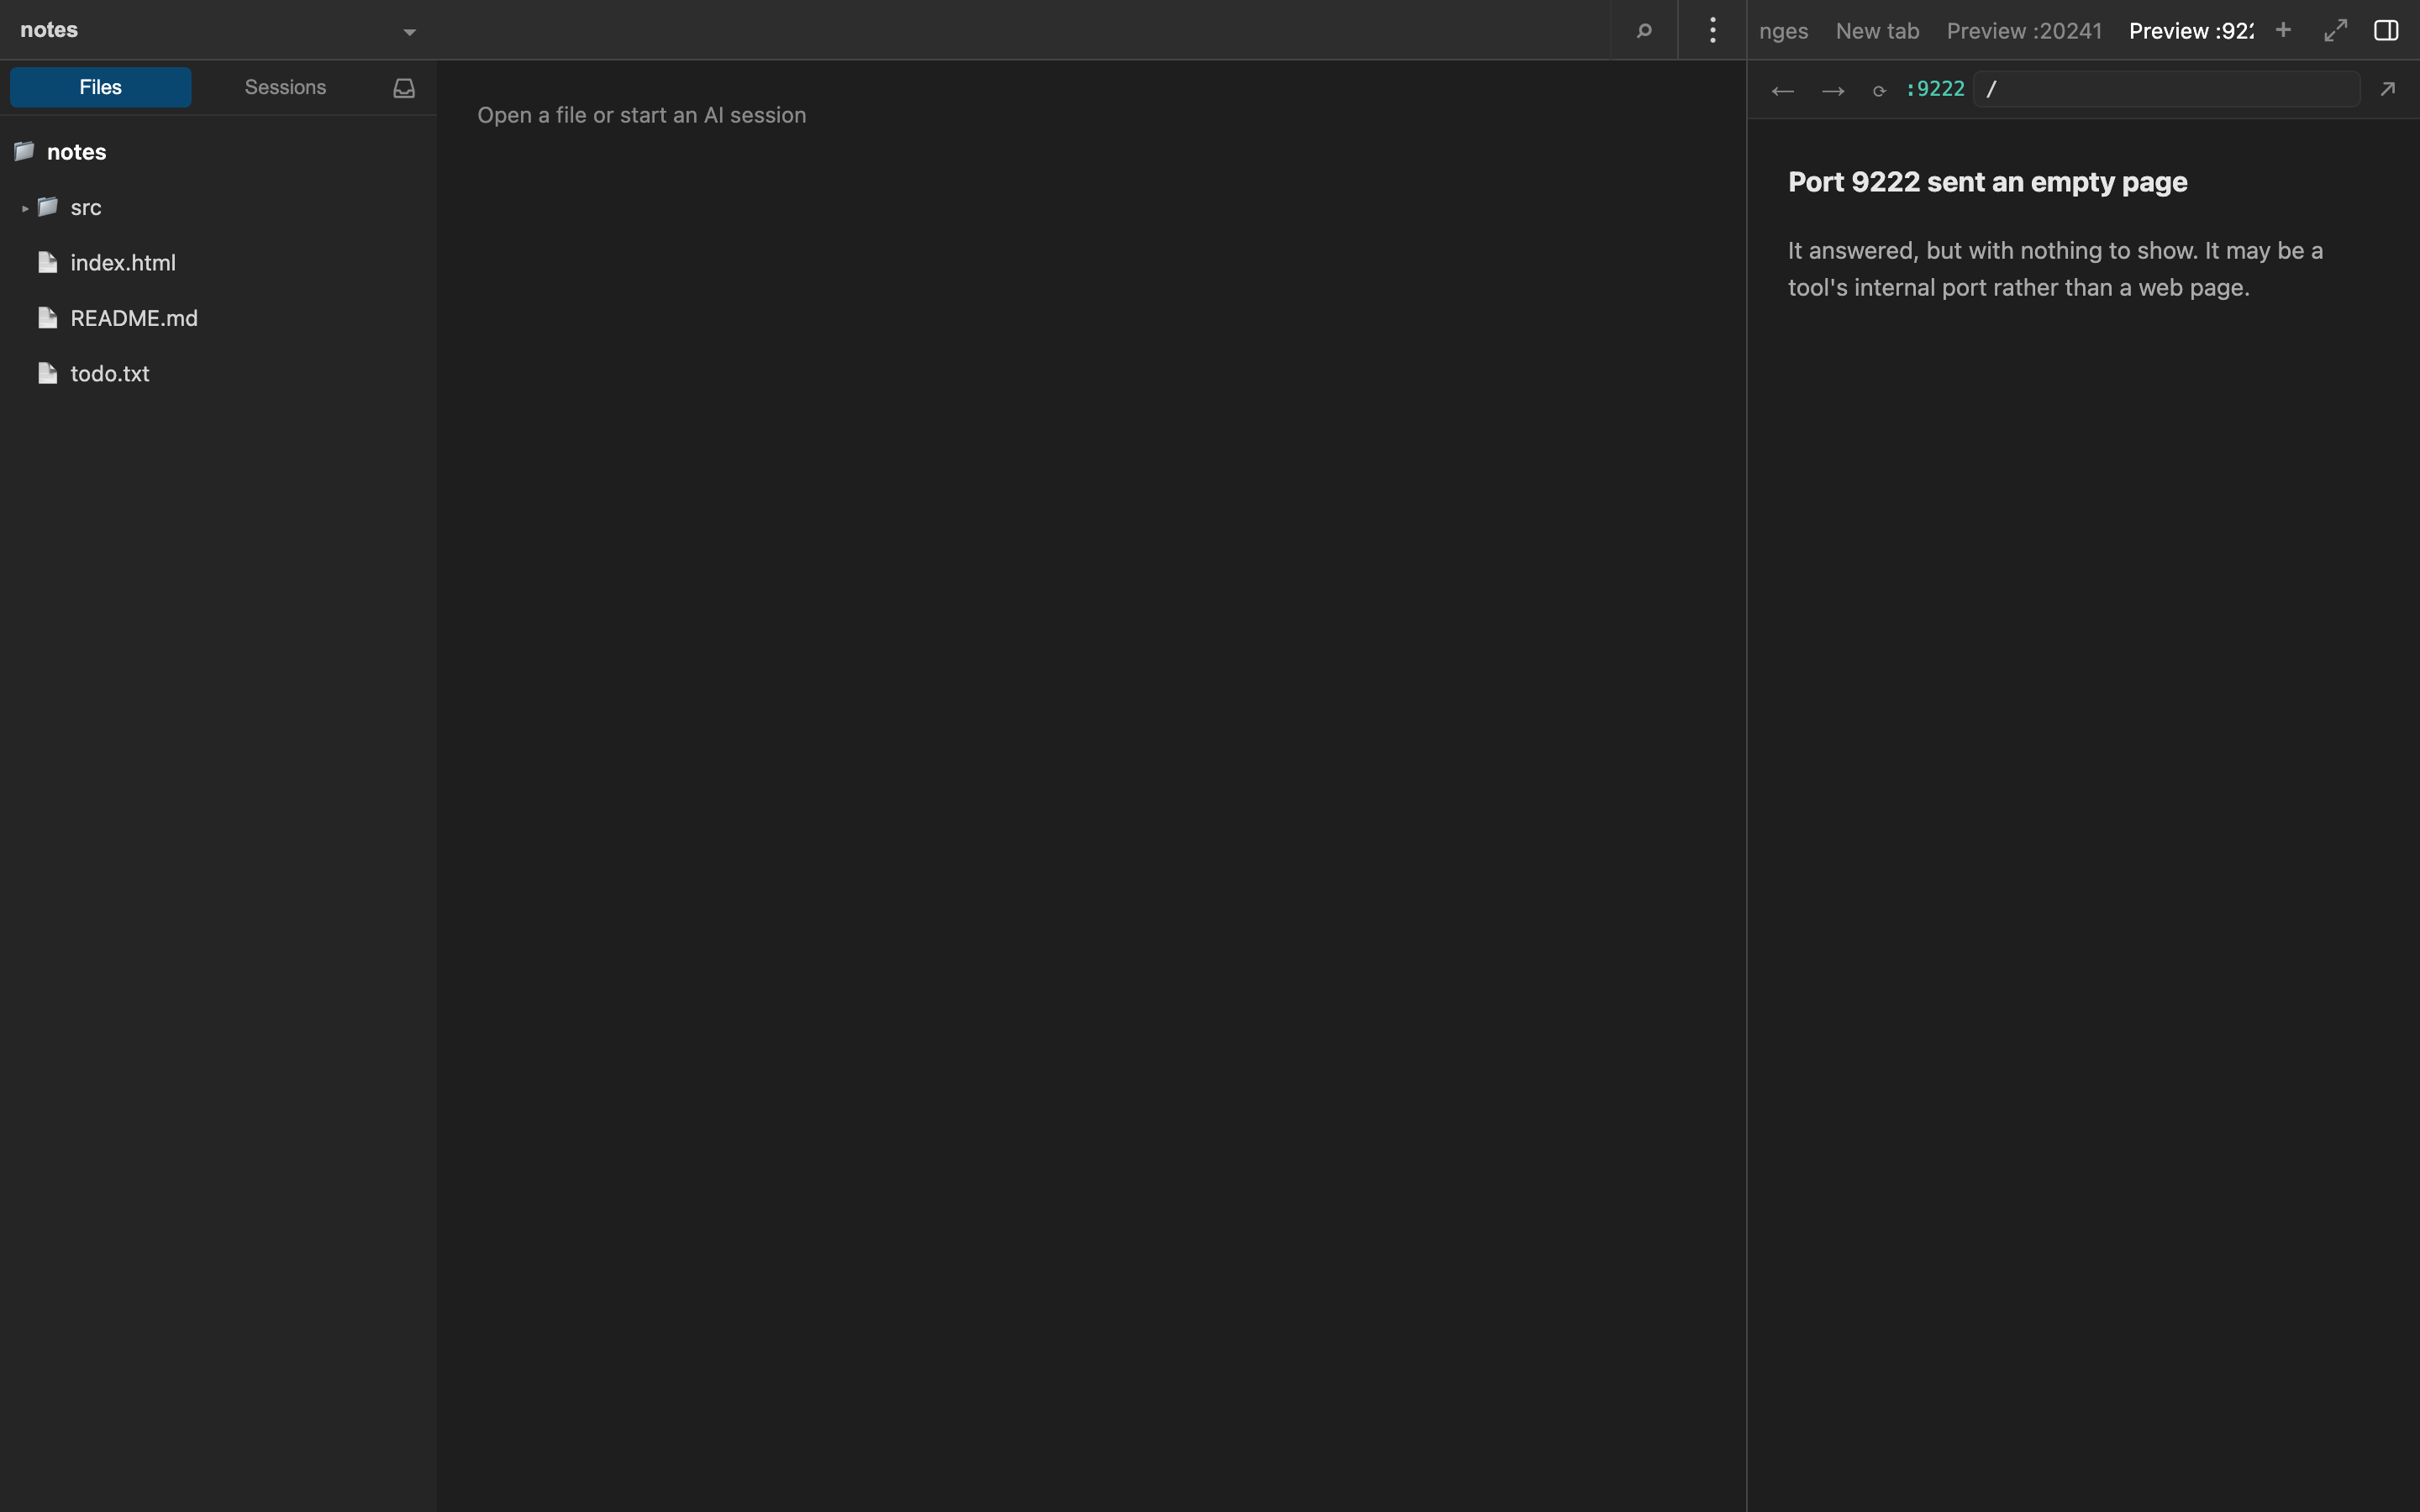 notes
nges New tab Preview :20241 Preview :922
Files Sessions
:9222 /
Open a file or start an AI session
notes
src
index.html
README.md
todo.txt
Port 9222 sent an empty page
It answered, but with nothing to show. It may be a
tool's internal port rather than a web page.